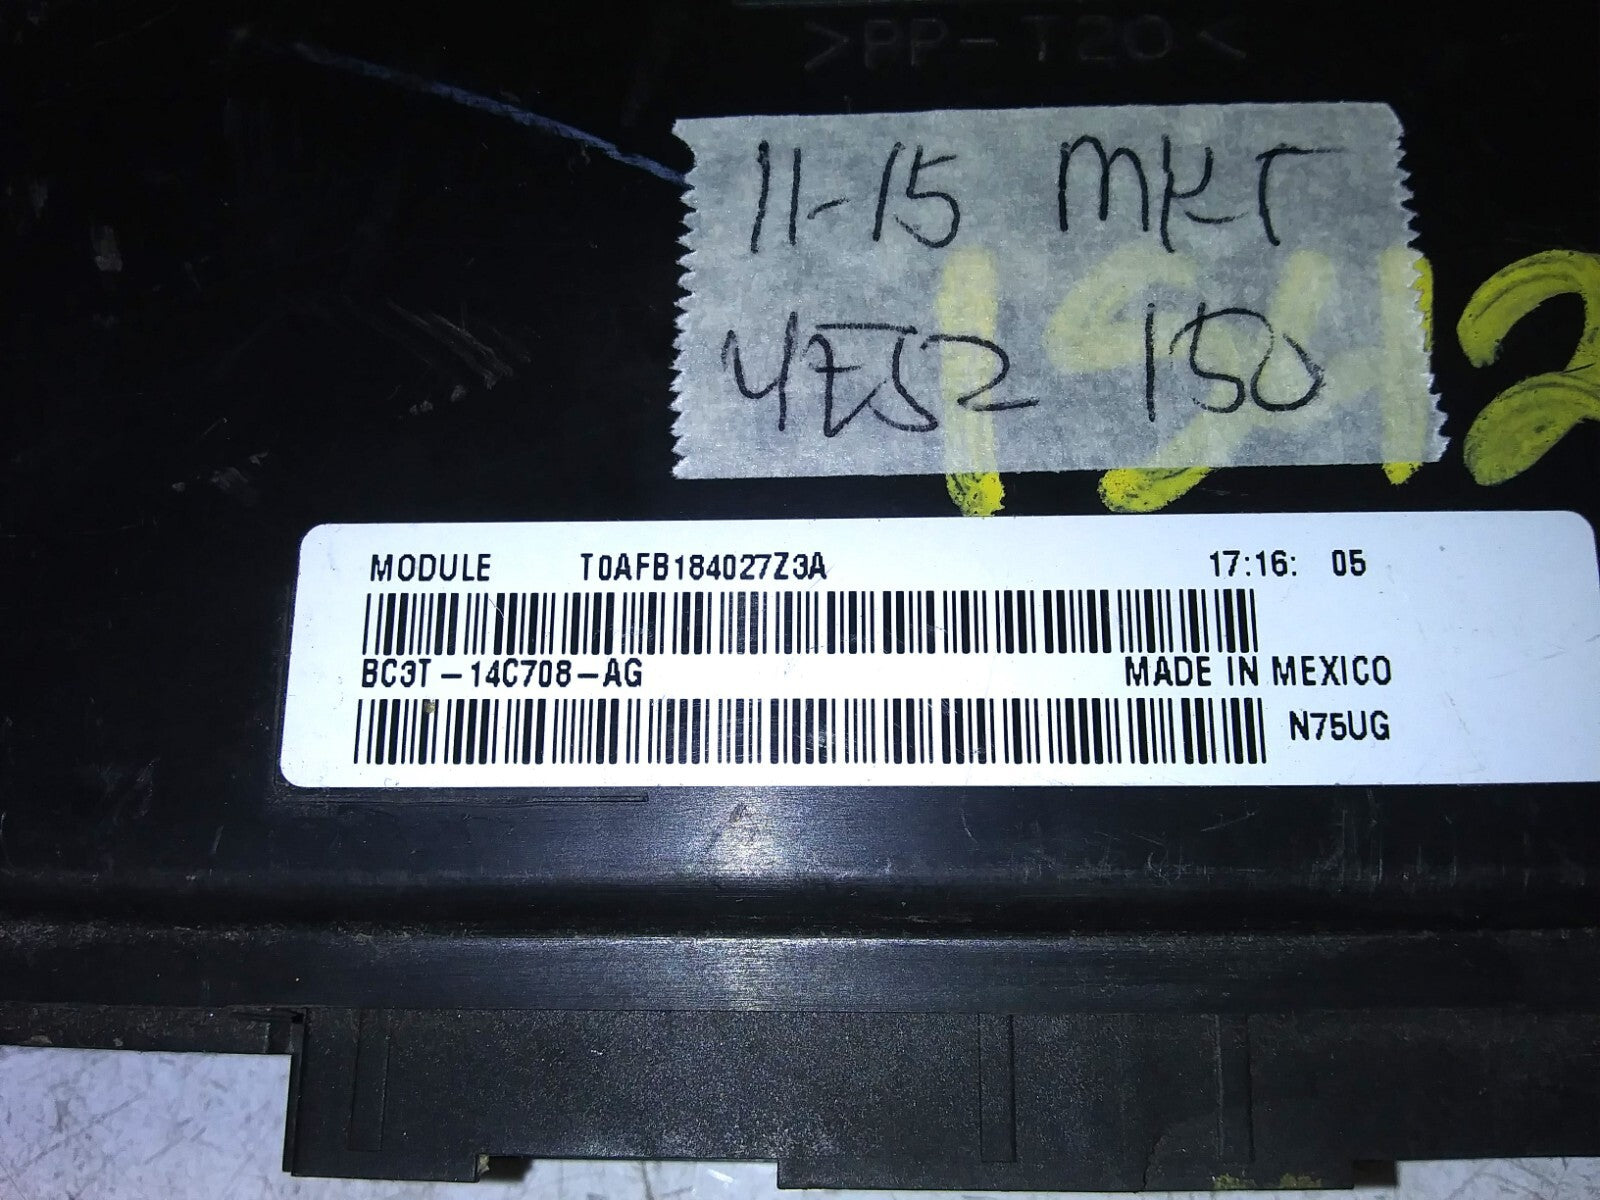 >PP-T20<
11-15 MKT
4E52 150
MODULE T0AFB184027Z3A 17:16: 05
BC3T-14C708-AG MADE IN MEXICO
N75UG